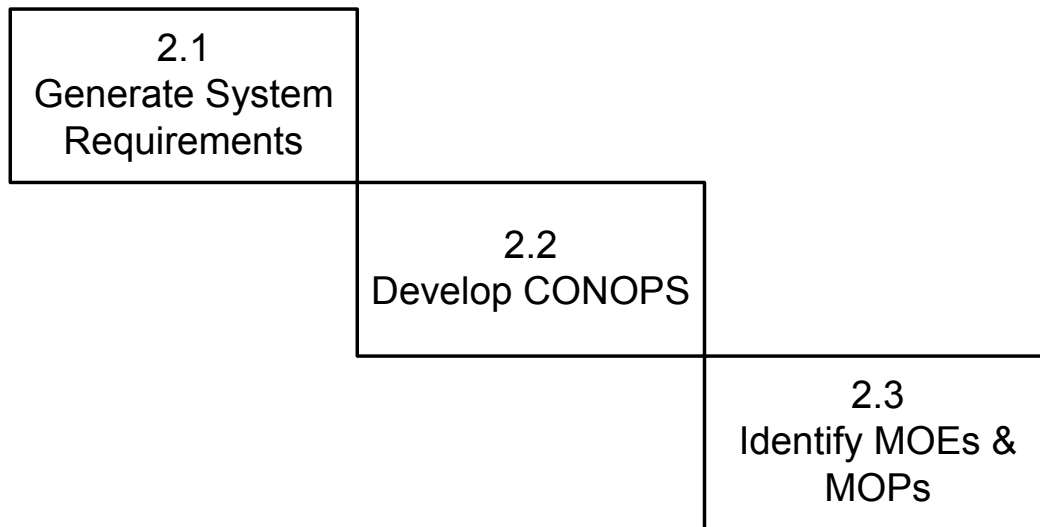 2.1
Generate System
Requirements
2.2
Develop CONOPS
2.3
Identify MOEs &
MOPs